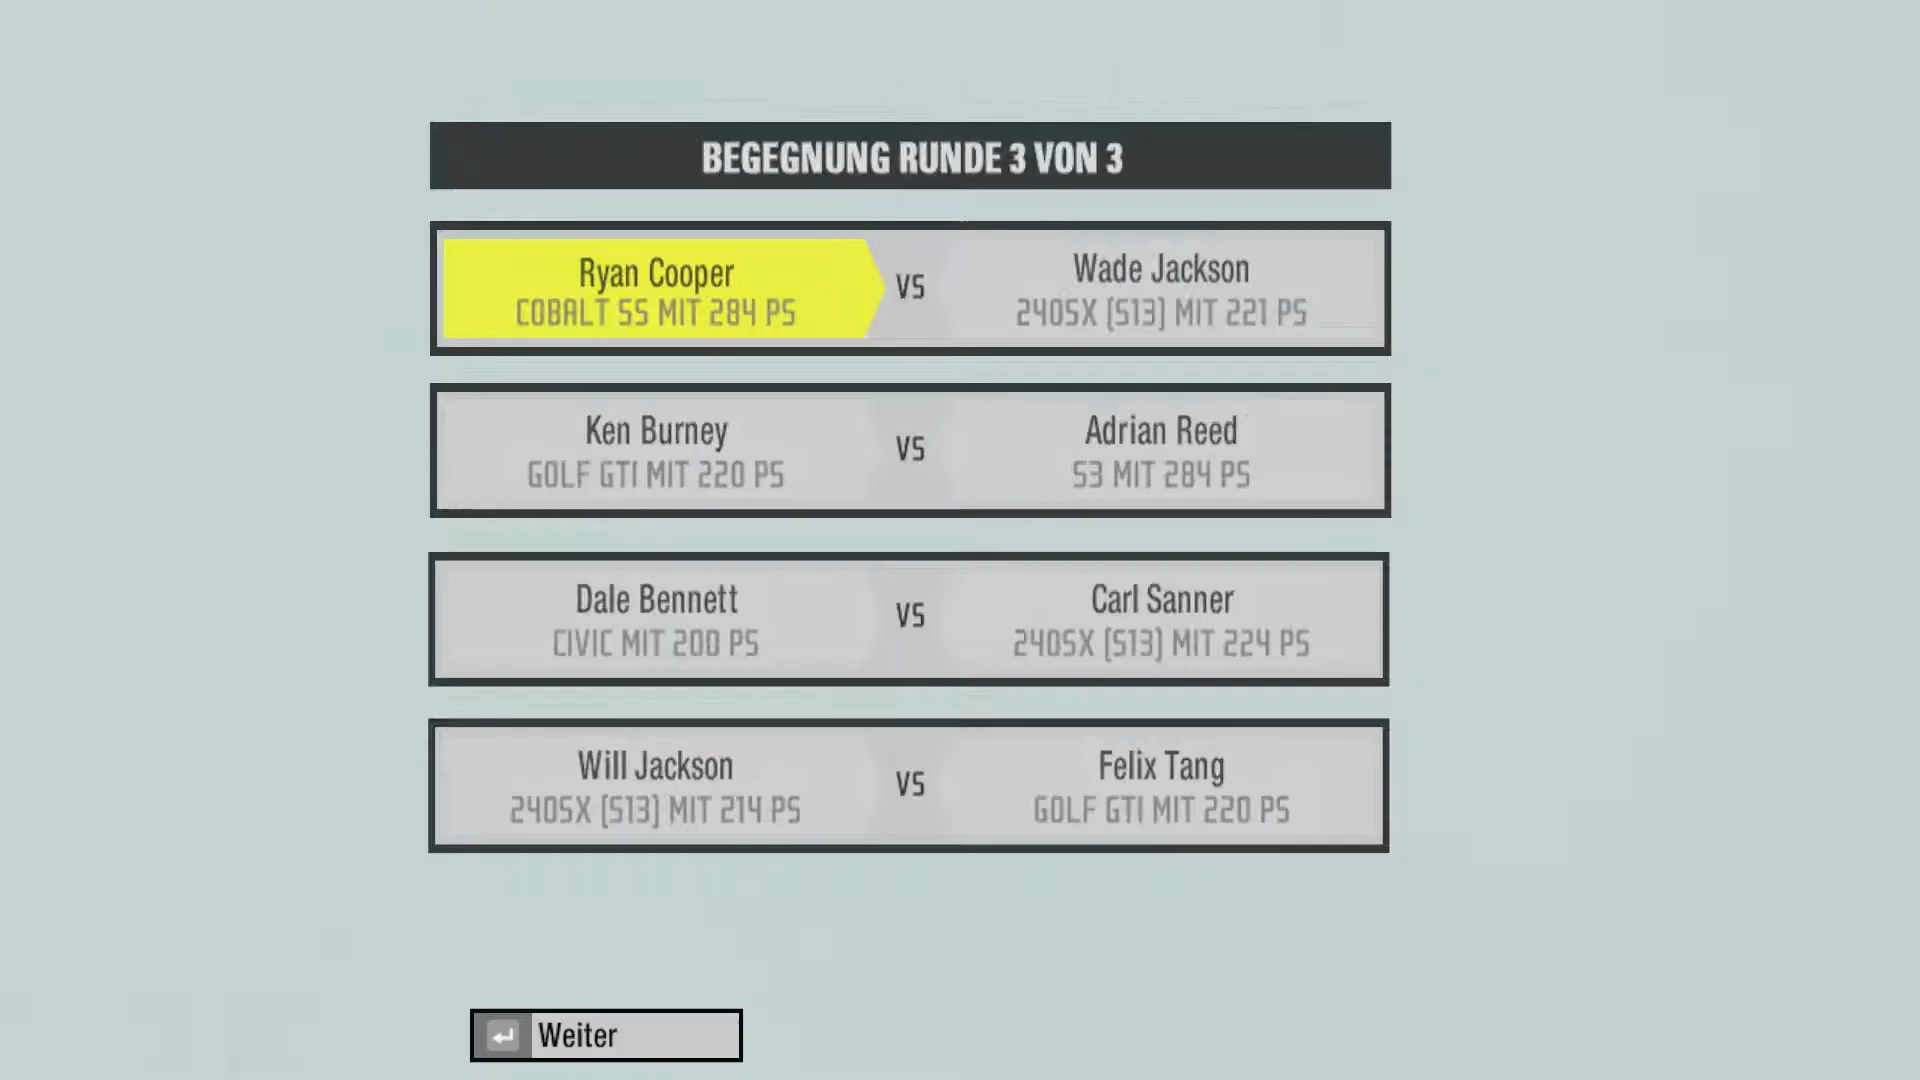 BEGEGNUNG RUNDE 3 VON 3
Ryan Cooper
COBALT SS MIT 284 PS
VS
Wade Jackson
240SX (S13) MIT 221 PS
Ken Burney
GOLF GTI MIT 220 PS
VS
Adrian Reed
S3 MIT 284 PS
Dale Bennett
CIVIC MIT 200 PS
VS
Carl Sanner
240SX (S13) MIT 224 PS
Will Jackson
240SX (S13) MIT 214 PS
VS
Felix Tang
GOLF GTI MIT 220 PS
Weiter